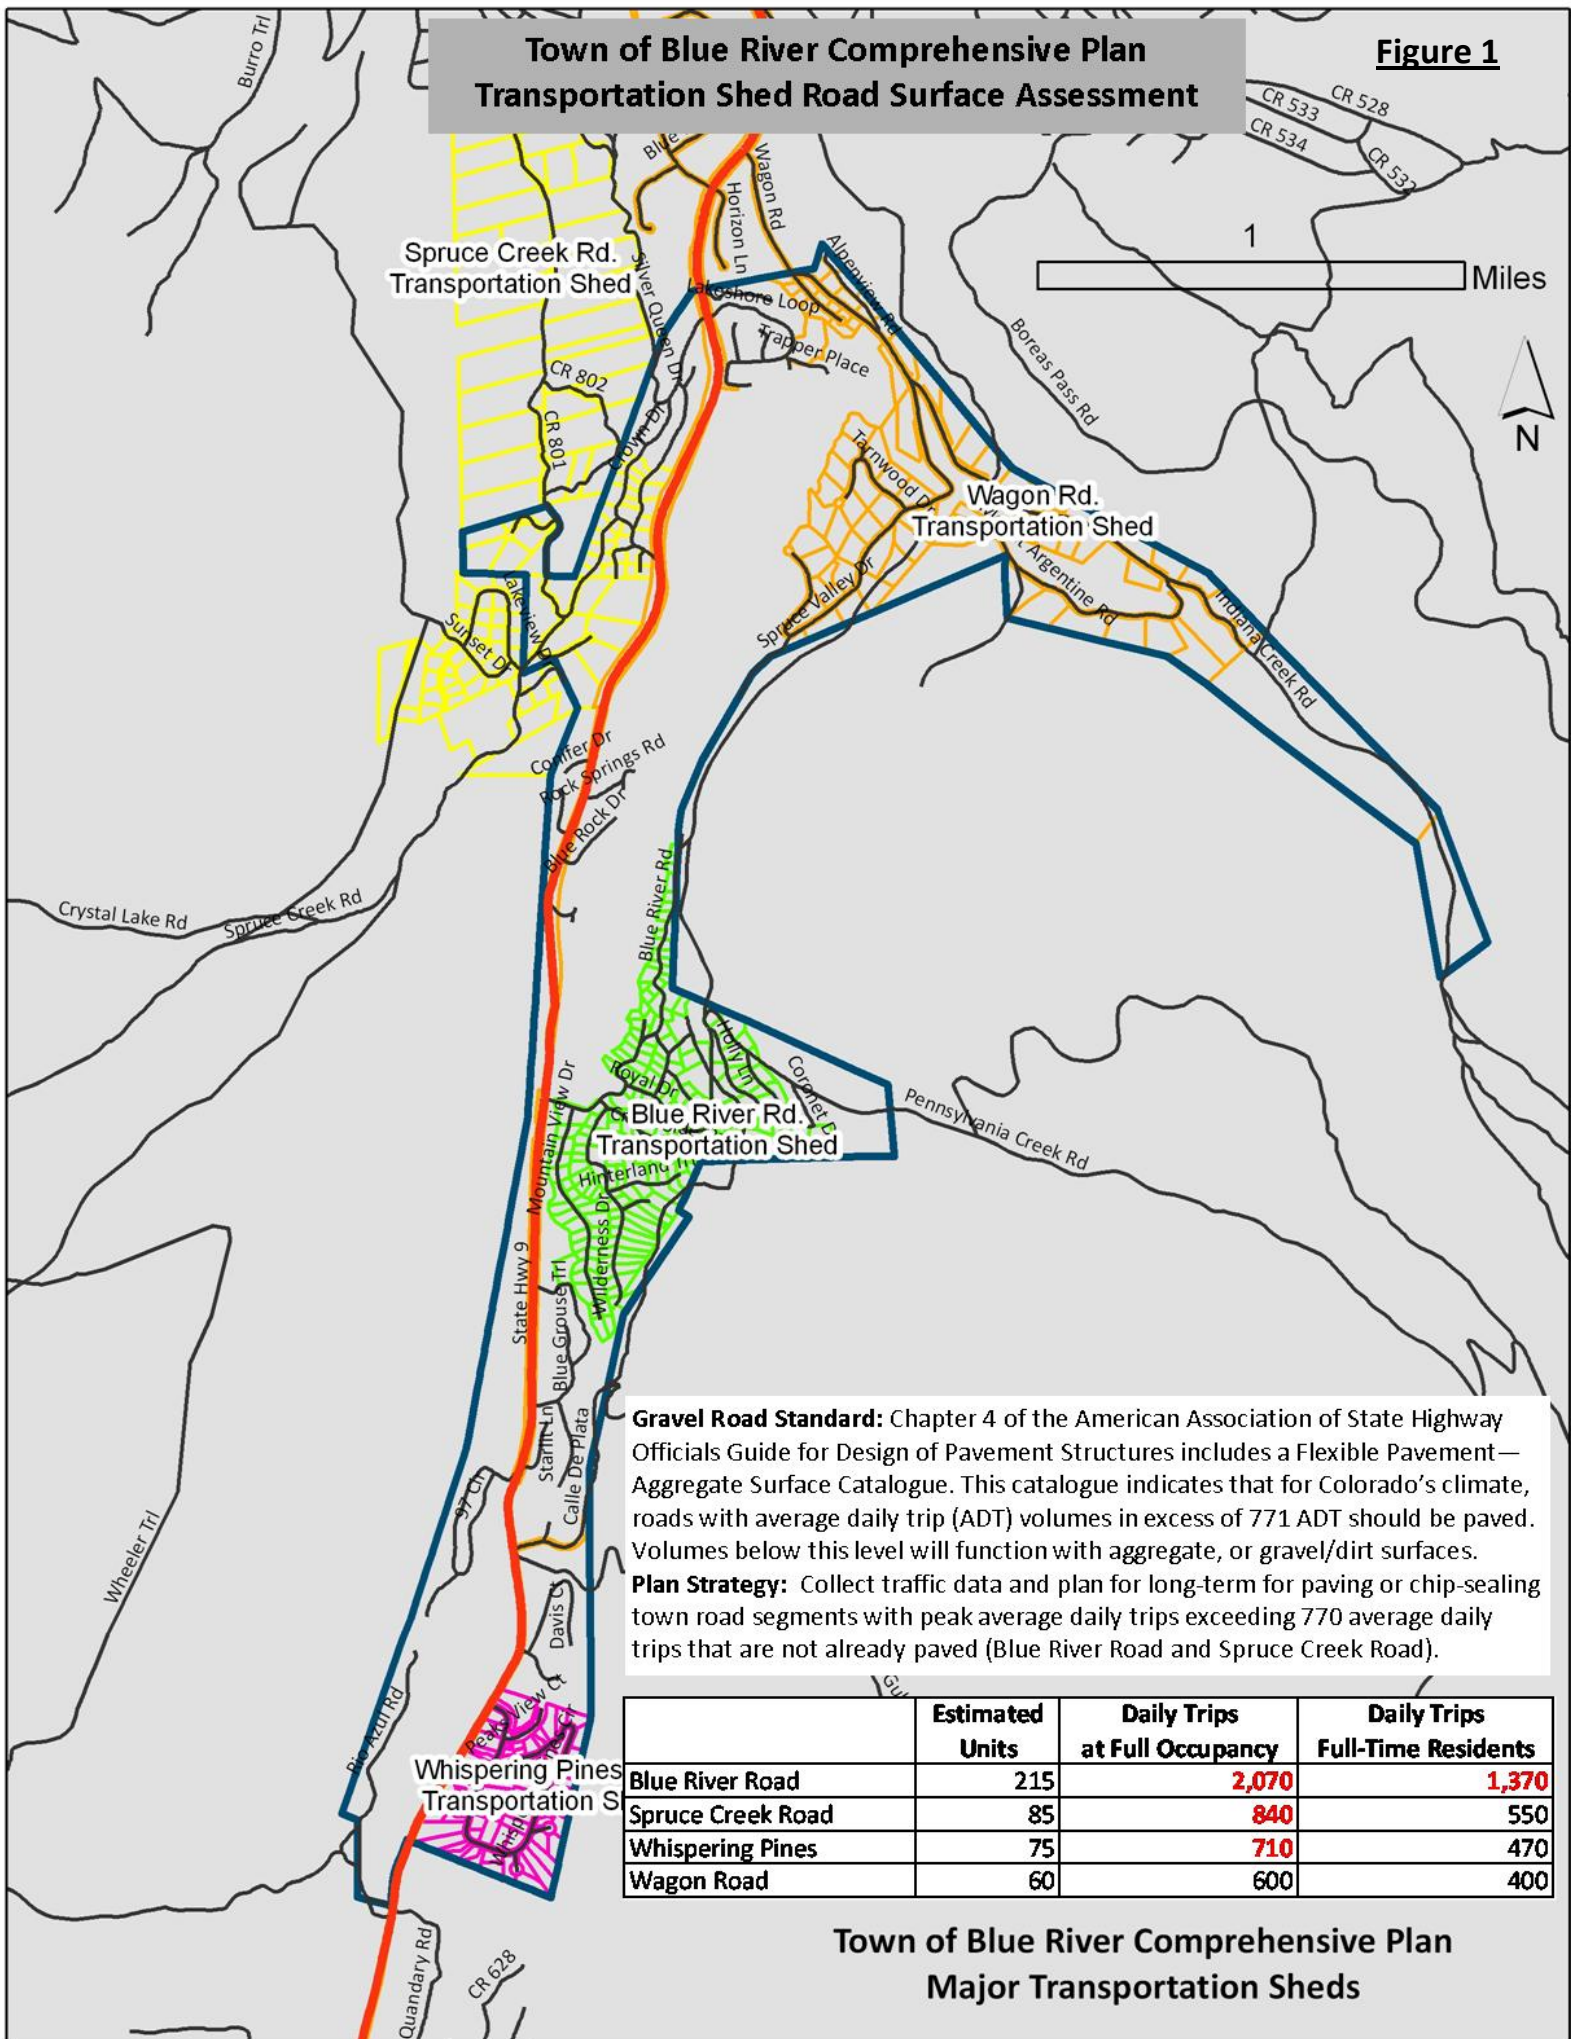 Town of Blue River Comprehensive Plan
Transportation Shed Road Surface Assessment
Figure 1
Burro Trl
CR 533
CR 528
CR 534
CR 532
Blue
Wagon Rd
Horizon Ln
Spruce Creek Rd.
Transportation Shed
Silver Queen Dr
Alpenview Rd
Lakeshore Loop
Trapper Place
1
Miles
Boreas Pass Rd
N
CR 802
CR 801
Crown Dr
Tarnwood Dr
Wagon Rd.
Transportation Shed
Argentine Rd
Spruce Valley Dr
Indiana Creek Rd
Lakeview D
Sunset Dr
Conifer Dr
Rock Springs Rd
Blue Rock Dr
Crystal Lake Rd
Spruce Creek Rd
Blue River Rd
Holly Ln
Royal Dr
Coronet D
Blue River Rd.
Transportation Shed
Pennsylvania Creek Rd
Mountain View Dr
Hinterland Trl
Wilderness Dr
State Hwy 9
Blue Grouse Trl
Starlit Ln
Calle De Plata
97 Cir
Wheeler Trl
Davis Ct
Gravel Road Standard: Chapter 4 of the American Association of State Highway
Officials Guide for Design of Pavement Structures includes a Flexible Pavement—
Aggregate Surface Catalogue. This catalogue indicates that for Colorado's climate,
roads with average daily trip (ADT) volumes in excess of 771 ADT should be paved.
Volumes below this level will function with aggregate, or gravel/dirt surfaces.
Plan Strategy: Collect traffic data and plan for long-term for paving or chip-sealing
town road segments with peak average daily trips exceeding 770 average daily
trips that are not already paved (Blue River Road and Spruce Creek Road).
Rio Azul Rd
Peaks View Ct
Whispering Pines
Transportation S
Estimated Units Daily Trips at Full Occupancy Daily Trips Full-Time Residents
Blue River Road 215 2,070 1,370
Spruce Creek Road 85 840 550
Whispering Pines 75 710 470
Wagon Road 60 600 400
Quandary Rd
CR 628
Town of Blue River Comprehensive Plan
Major Transportation Sheds